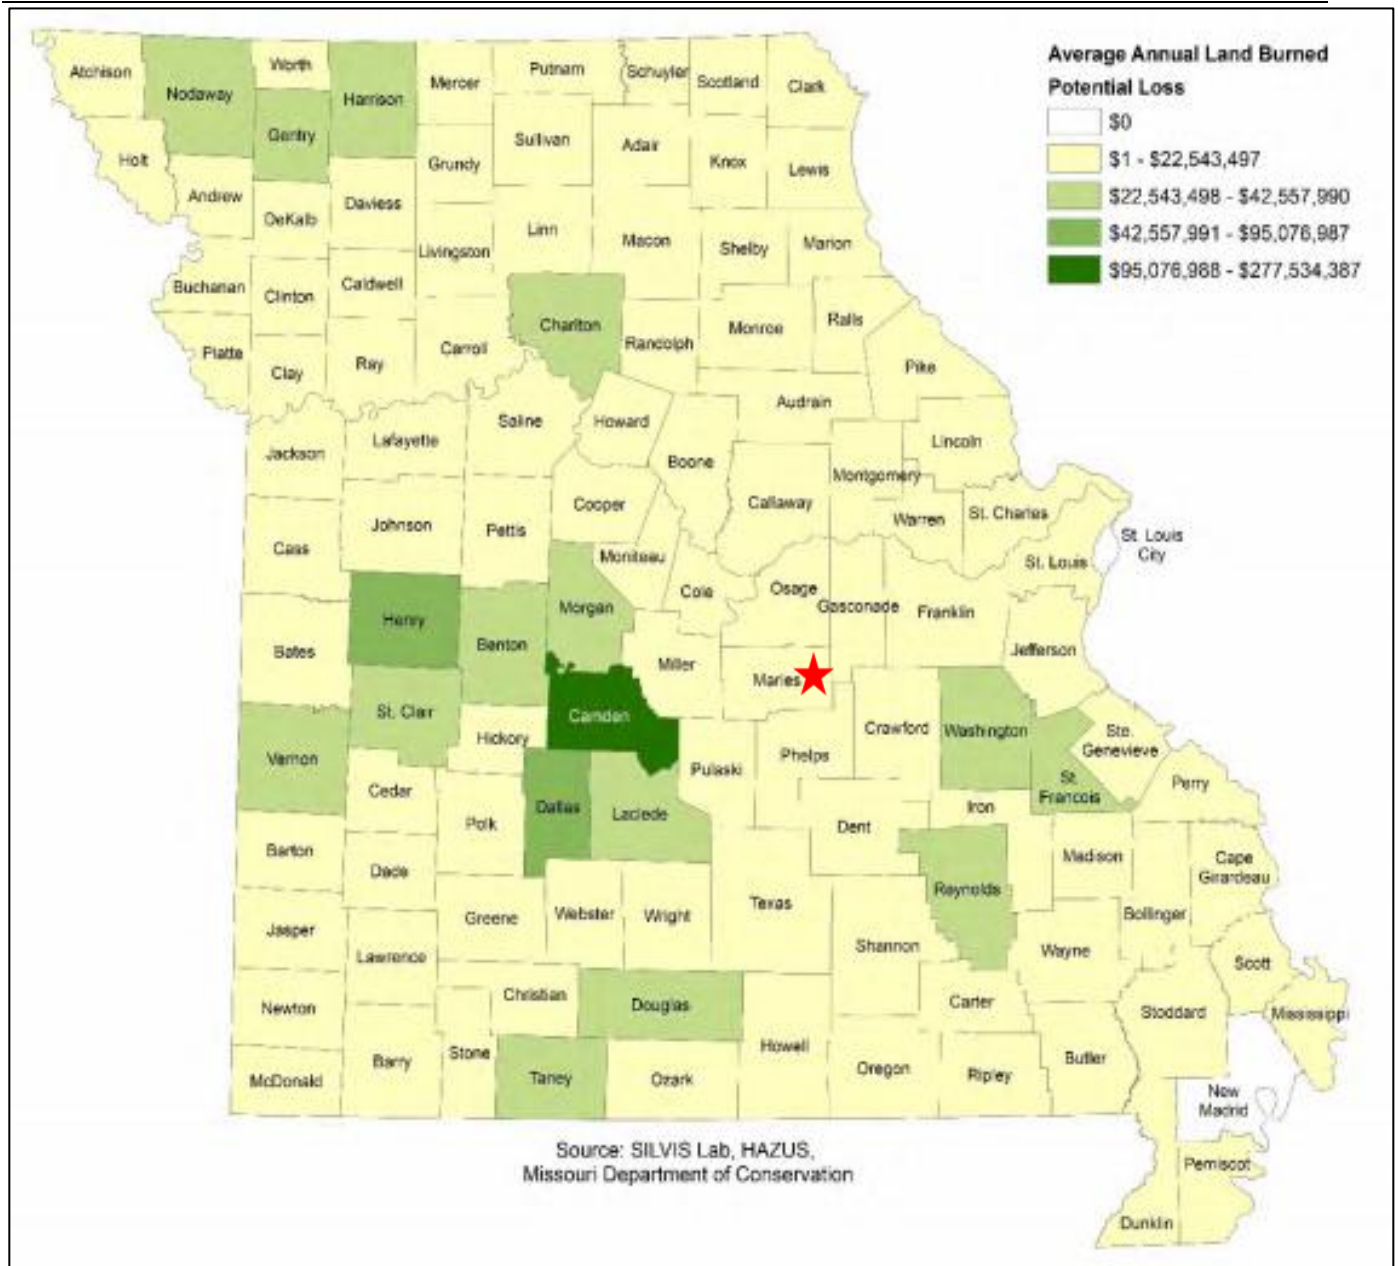 Average Annual Land Burned
Potential Loss
$0
$1 - $22,543,497
$22,543,498 - $42,557,990
$42,557,991 - $95,076,987
$95,076,988 - $277,534,387
Atchison
Nodaway
Worth
Harrison
Mercer
Putnam
Schuyler
Scotland
Clark
Gentry
Holt
Andrew
DeKalb
Daviess
Grundy
Sullivan
Adair
Knox
Lewis
Livingston
Linn
Macon
Shelby
Marion
Buchanan
Clinton
Caldwell
Platte
Clay
Ray
Carroll
Chariton
Randolph
Monroe
Ralls
Pike
Audrain
Jackson
Lafayette
Saline
Howard
Boone
Lincoln
Montgomery
Callaway
Cass
Johnson
Pettis
Cooper
Warren
St. Charles
St. Louis
City
St. Louis
Moniteau
Cole
Osage
Gasconade
Franklin
Henry
Benton
Morgan
Bates
Miller
Maries
Jefferson
St. Clair
Camden
Hickory
Crawford
Washington
Ste.
Genevieve
Vernon
Cedar
Pulaski
Phelps
St.
Francois
Perry
Dallas
Laclede
Polk
Iron
Dent
Barton
Dade
Madison
Cape
Girardeau
Reynolds
Greene
Webster
Wright
Texas
Bollinger
Jasper
Lawrence
Shannon
Wayne
Scott
Newton
Christian
Douglas
Carter
Stoddard
Mississippi
McDonald
Barry
Stone
Taney
Ozark
Howell
Oregon
Ripley
Butler
New
Madrid
Pemiscot
Dunklin
Source: SILVIS Lab, HAZUS,
Missouri Department of Conservation